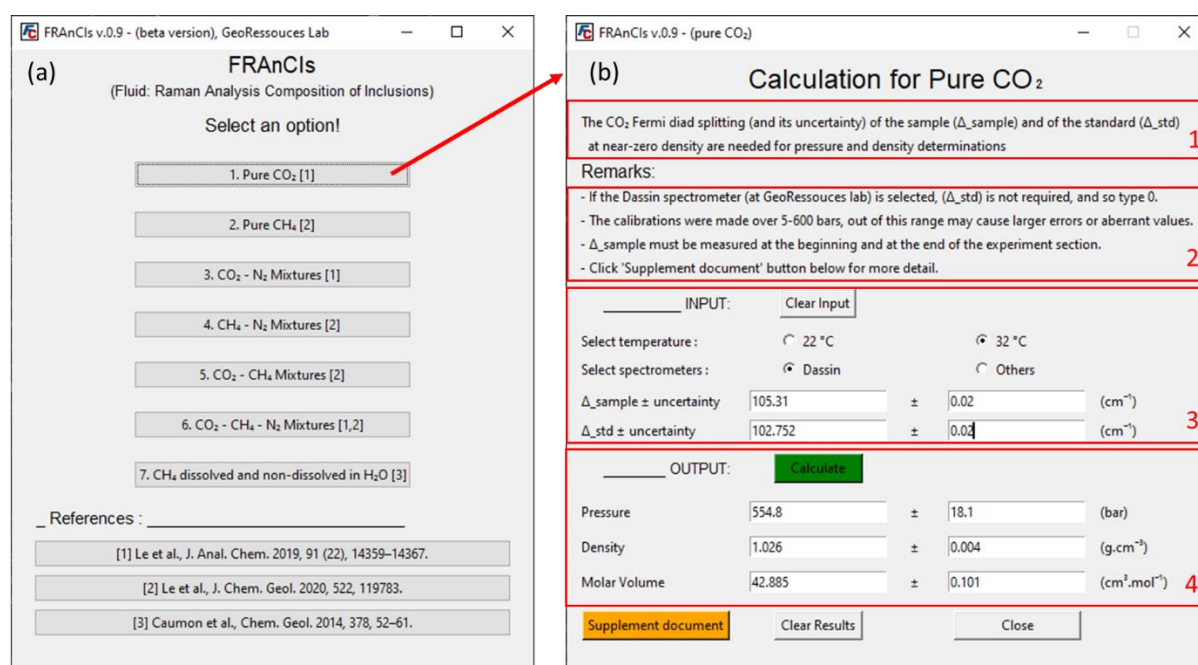 FRAnCIs v.0.9 - (beta version), GeoRessouces Lab
(a)
FRAnCIs
(Fluid: Raman Analysis Composition of Inclusions)
Select an option!
1. Pure CO₂ [1]
2. Pure CH₄ [2]
3. CO₂ - N₂ Mixtures [1]
4. CH₄ - N₂ Mixtures [2]
5. CO₂ - CH₄ Mixtures [2]
6. CO₂ - CH₄ - N₂ Mixtures [1,2]
7. CH₄ dissolved and non-dissolved in H₂O [3]
_ References : ____________________
[1] Le et al., J. Anal. Chem. 2019, 91 (22), 14359–14367.
[2] Le et al., J. Chem. Geol. 2020, 522, 119783.
[3] Caumon et al., Chem. Geol. 2014, 378, 52–61.
FRAnCIs v.0.9 - (pure CO₂)
(b)
Calculation for Pure CO₂
The CO₂ Fermi diad splitting (and its uncertainty) of the sample (Δ_sample) and of the standard (Δ_std)
at near-zero density are needed for pressure and density determinations
1
Remarks:
- If the Dassin spectrometer (at GeoRessouces lab) is selected, (Δ_std) is not required, and so type 0.
- The calibrations were made over 5-600 bars, out of this range may cause larger errors or aberrant values.
- Δ_sample must be measured at the beginning and at the end of the experiment section.
- Click 'Supplement document' button below for more detail.
2
________ INPUT: Clear Input
Select temperature : 22 °C 32 °C
Select spectrometers : Dassin Others
Δ_sample ± uncertainty 105.31 ± 0.02 (cm⁻¹)
Δ_std ± uncertainty 102.752 ± 0.02 (cm⁻¹)
3
_______ OUTPUT: Calculate
Pressure 554.8 ± 18.1 (bar)
Density 1.026 ± 0.004 (g.cm⁻³)
Molar Volume 42.885 ± 0.101 (cm³.mol⁻¹)
4
Supplement document Clear Results Close